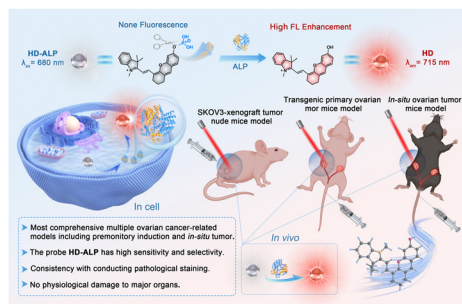 None Fluorescence
High FL Enhancement
HD-ALP
λex= 680 nm
ALP
HD
λem= 715 nm
SKOV3-xenograft tumor
nude mice model
Transgenic primary ovarian
mor mice model
In-situ ovarian tumor
mice model
In cell
In vivo
➤ Most comprehensive multiple ovarian cancer-related
models including premonitory induction and in-situ tumor.
➤ The probe HD-ALP has high sensitivity and selectivity.
➤ Consistency with conducting pathological staining.
➤ No physiological damage to major organs.